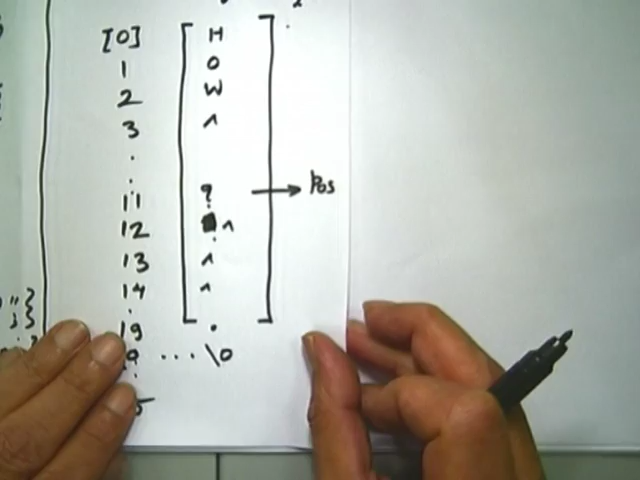 [0] H
1 O
2 W
3 ^
.
.
11 ? → Pos
12 ^
13 ^
14 ^
.
19 .
... \0
"}
;